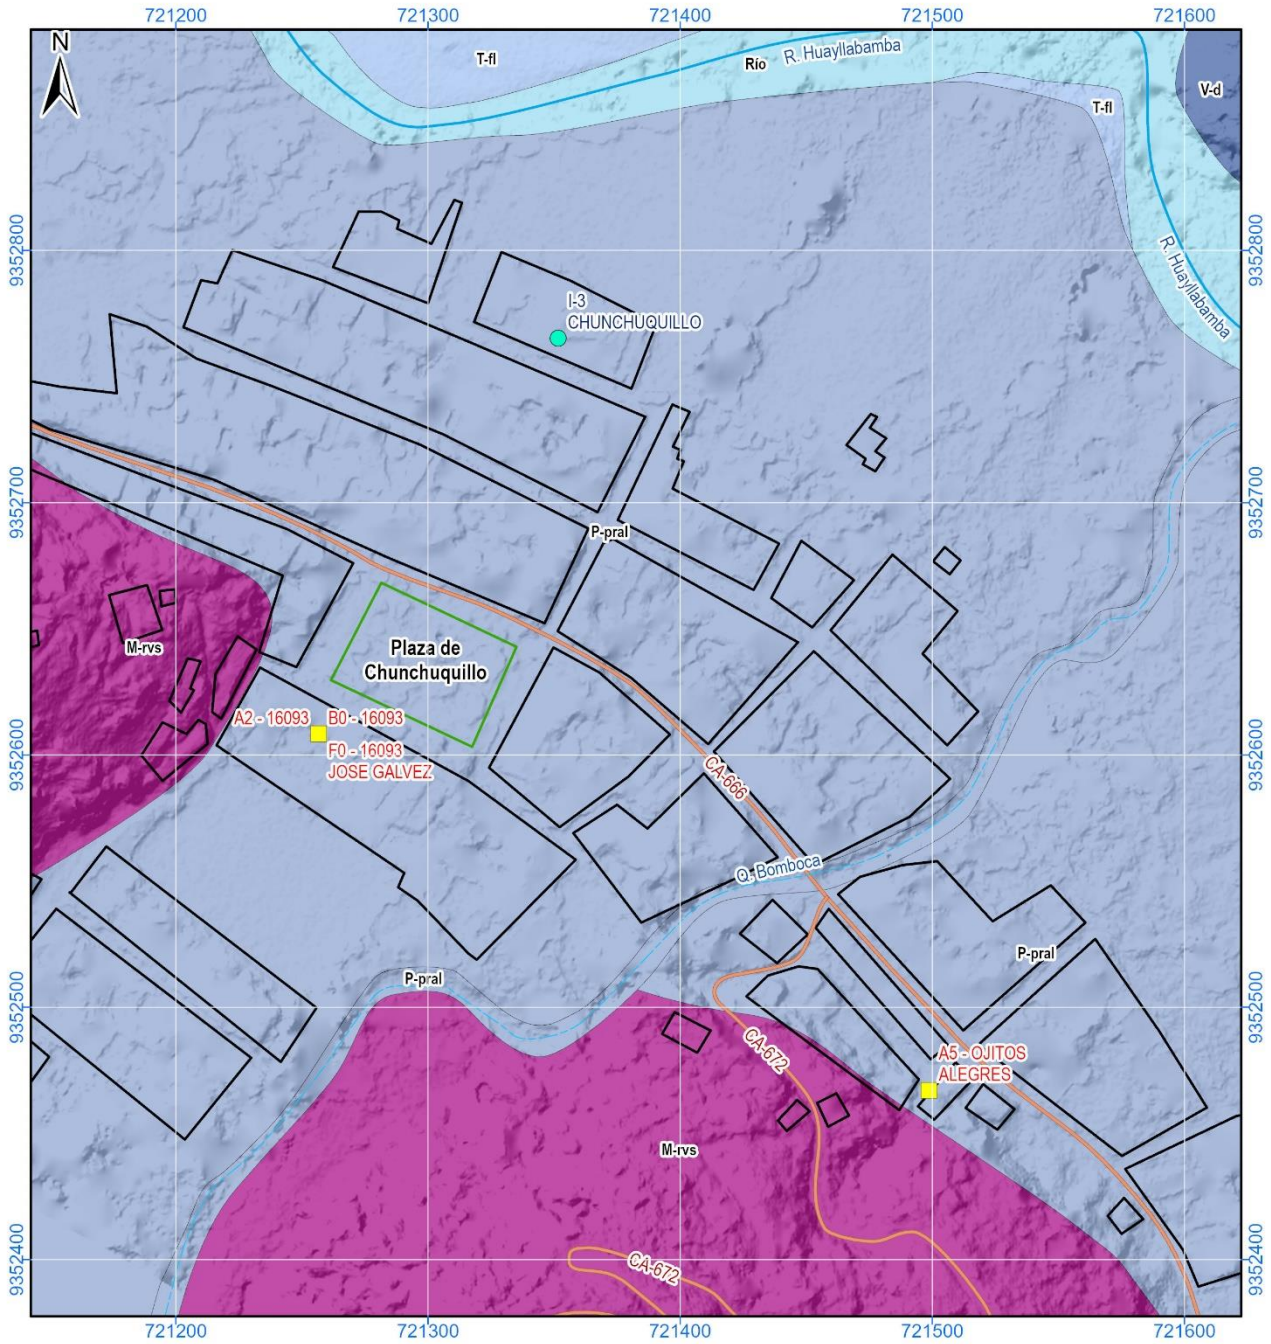 721200
721300
721400
721500
721600
N
T-fl
Río
R. Huayllabamba
V-d
T-fl
9352800
9352800
R. Huayllabamba
I-3
CHUNCHUQUILLO
9352700
9352700
P-pral
M-rvs
Plaza de
Chunchuquillo
A2 - 16093
B0 - 16093
F0 - 16093
JOSE GALVEZ
9352600
9352600
CA-666
Q. Bomboca
P-pral
P-pral
9352500
9352500
CA-672
A5 - OJITOS
ALEGRES
M-rvs
CA-672
9352400
9352400
721200
721300
721400
721500
721600